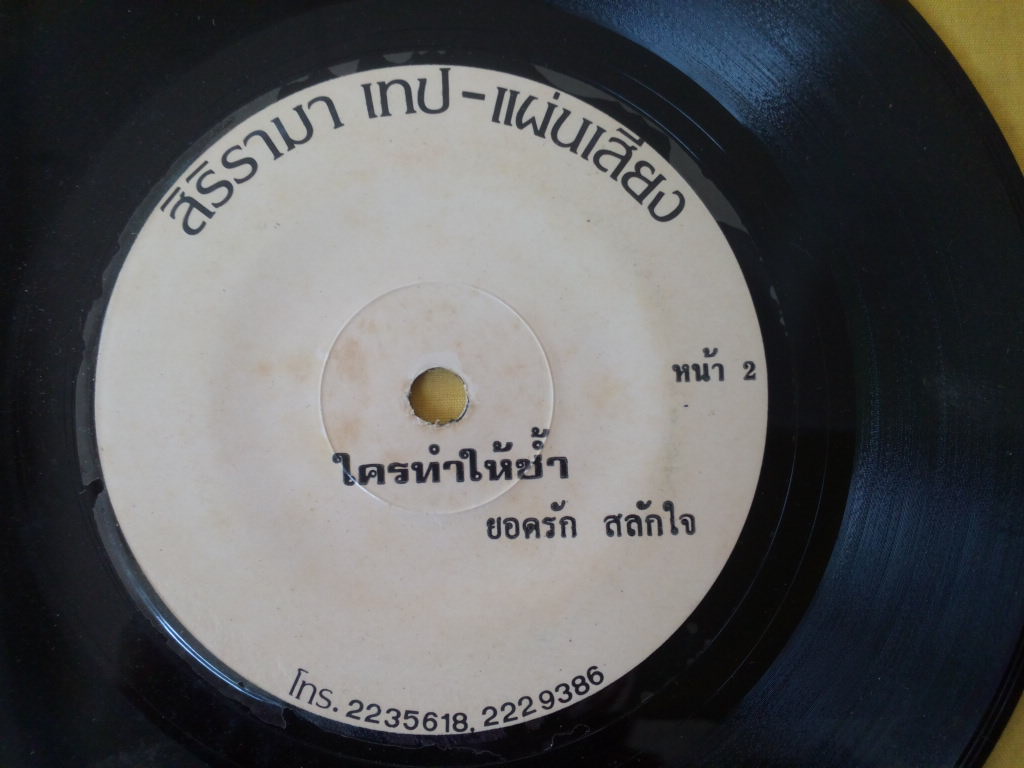 สิริรามา เทป-แผ่นเสียง
หน้า 2
ใครทำให้ช้ำ
ยอดรัก สลักใจ
โทร. 2235618, 2229386